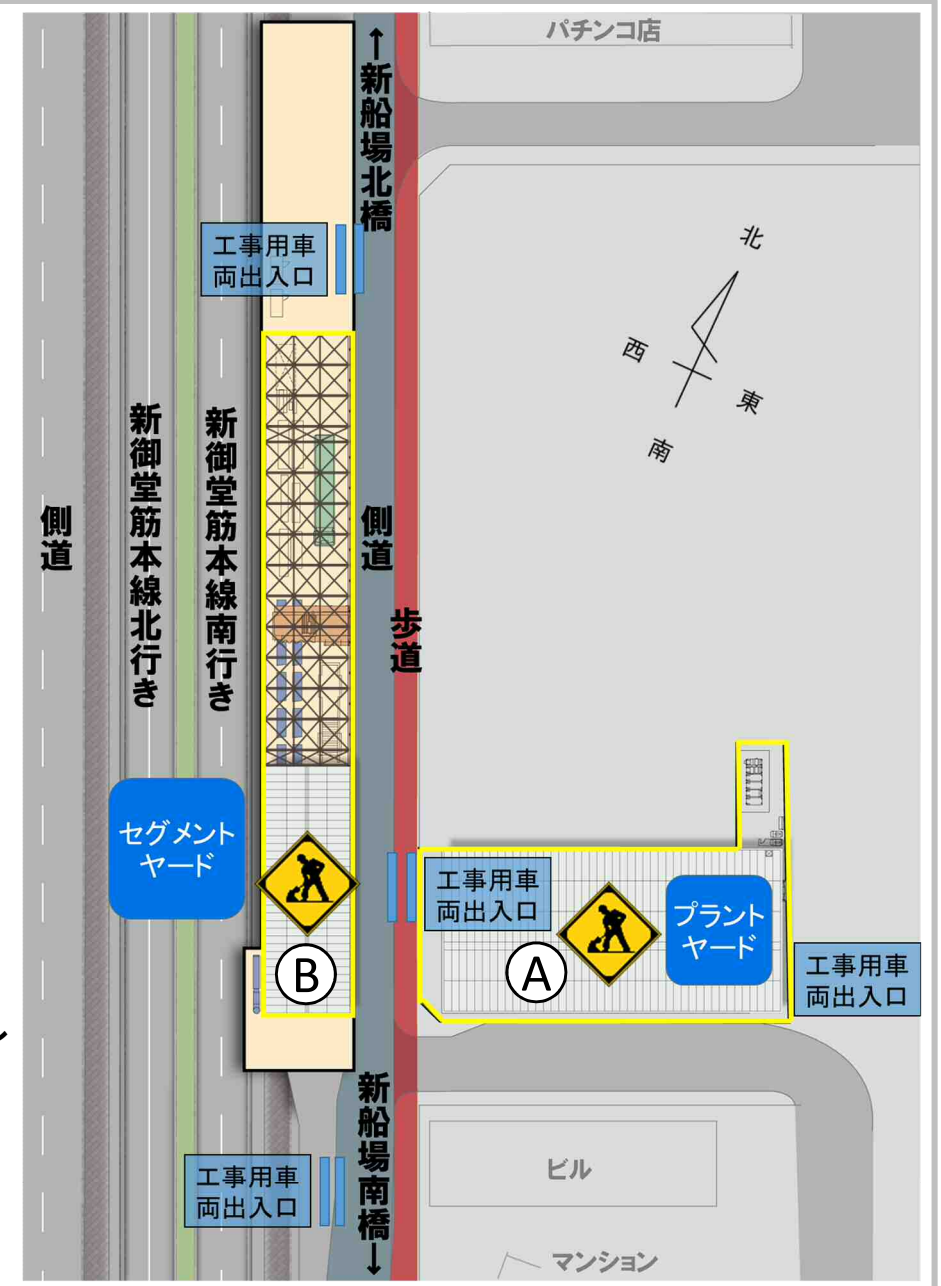 パチンコ店
↑新船場北橋
工事用車
両出入口
北
西
東
南
側道
新御堂筋本線北行き
新御堂筋本線南行き
側道
歩道
セグメント
ヤード
工事用車
両出入口
プラント
ヤード
A
B
工事用車
両出入口
新船場南橋↓
工事用車
両出入口
ビル
マンション